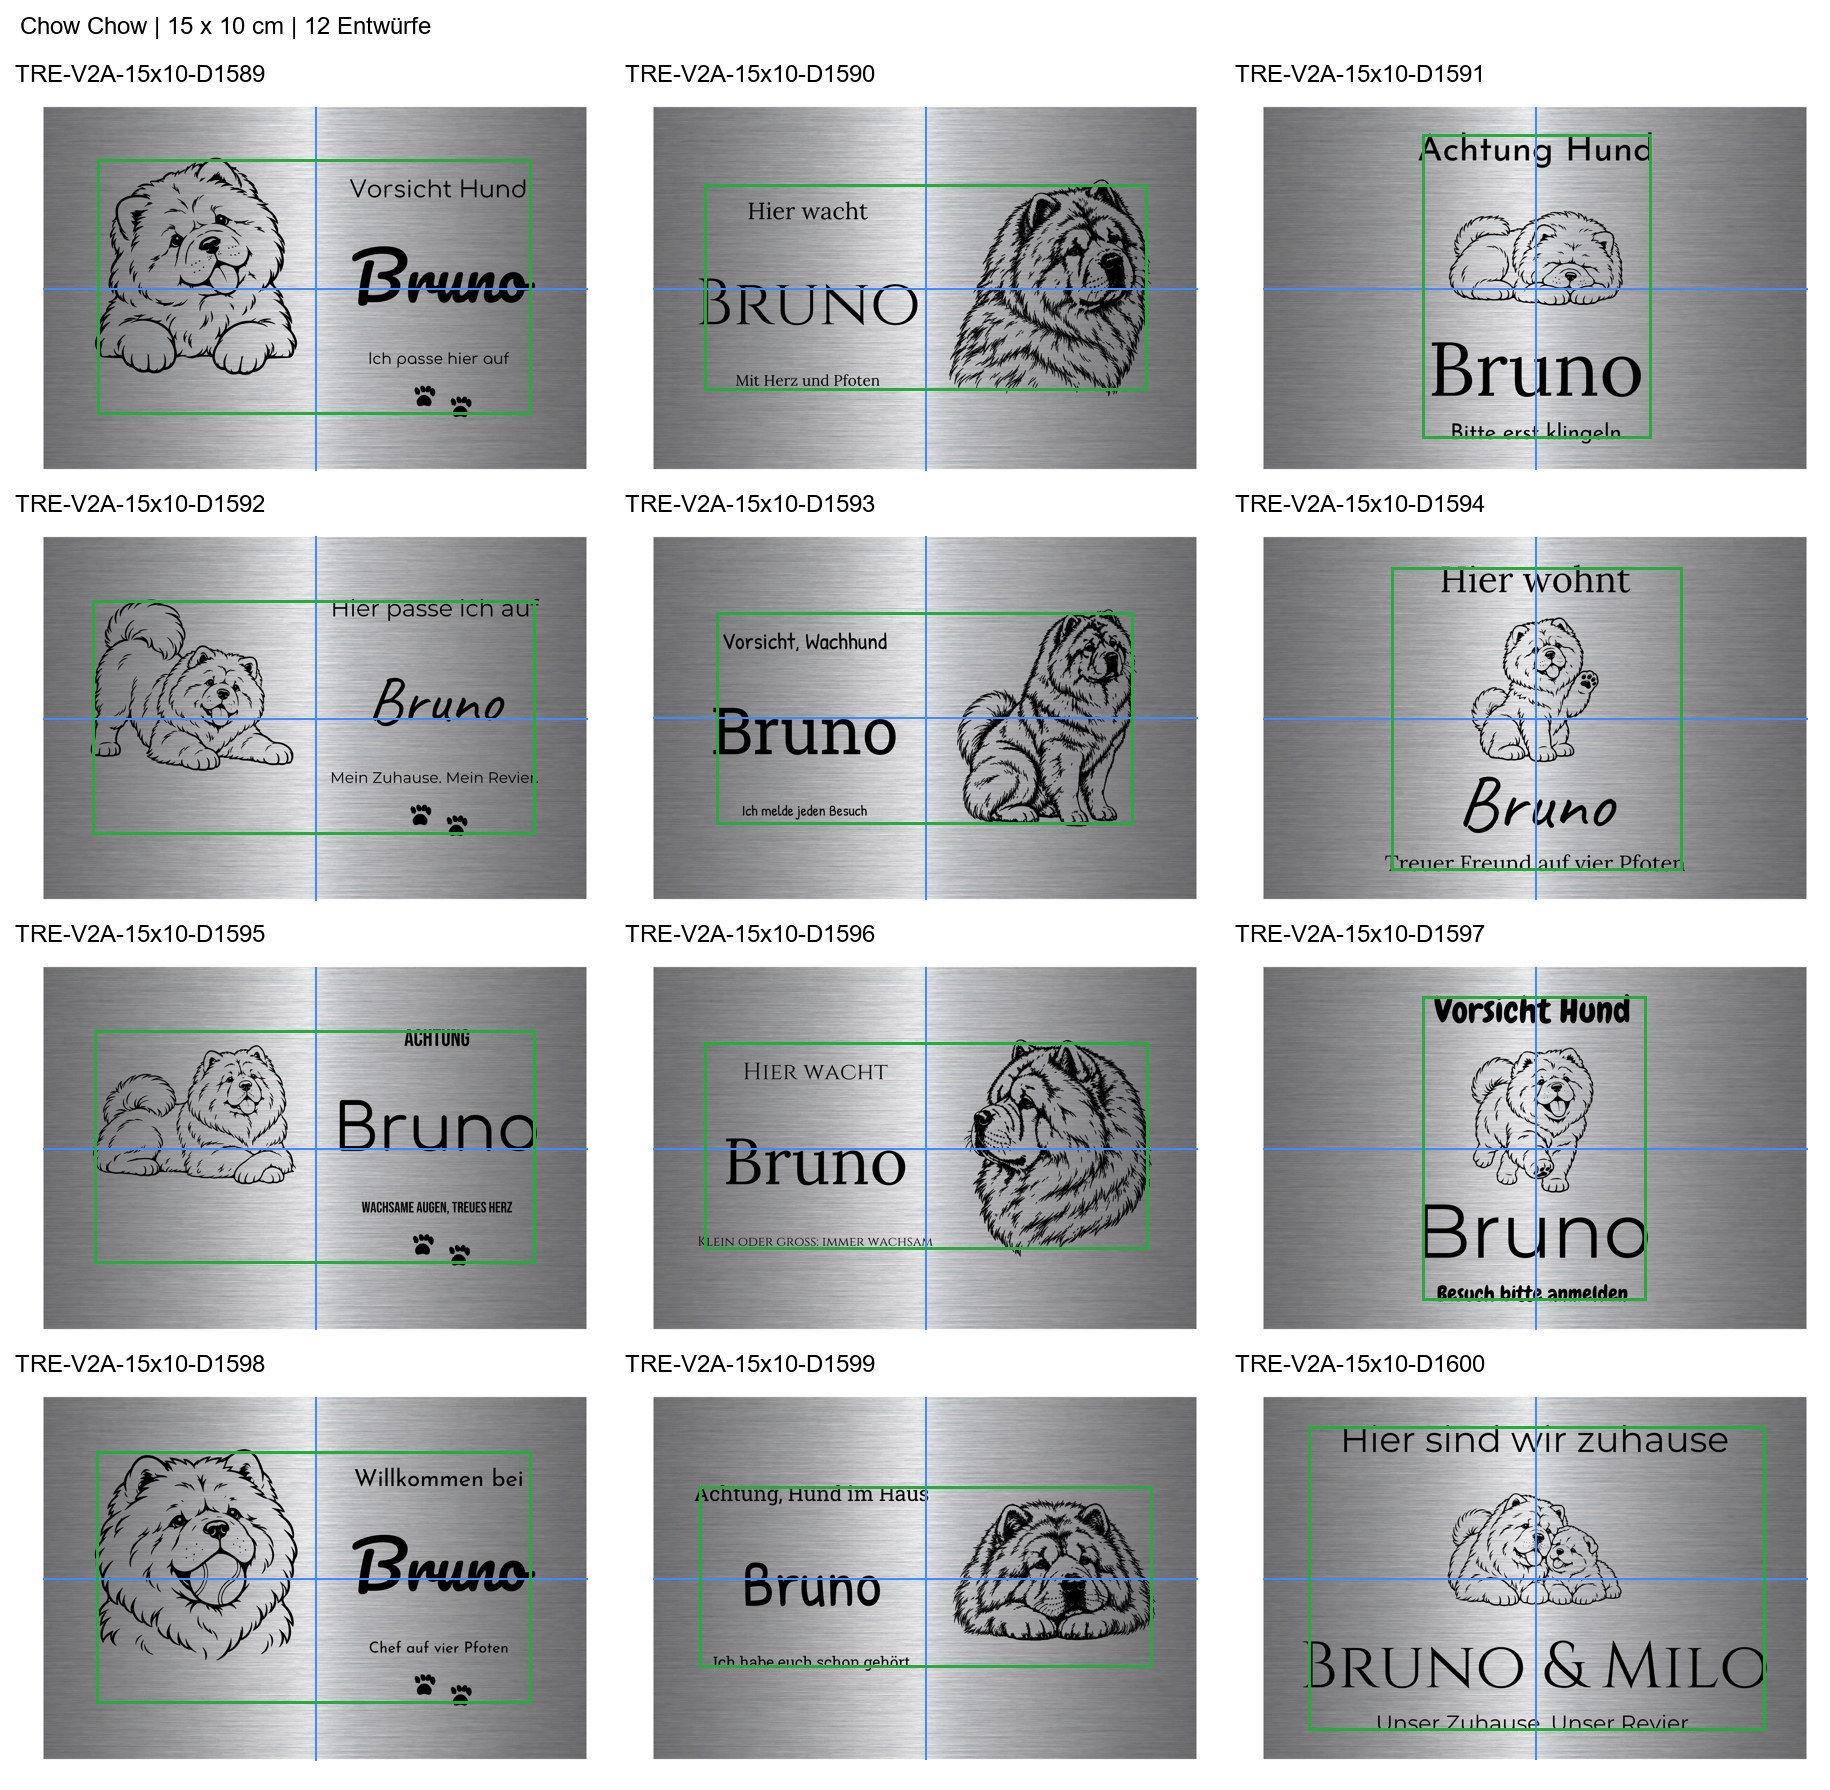 Chow Chow | 15 x 10 cm | 12 Entwürfe
TRE-V2A-15x10-D1589
Vorsicht Hund
Bruno
Ich passe hier auf
TRE-V2A-15x10-D1590
Hier wacht
BRUNO
Mit Herz und Pfoten
TRE-V2A-15x10-D1591
Achtung Hund
Bruno
Bitte erst klingeln
TRE-V2A-15x10-D1592
Hier passe ich auf
Bruno
Mein Zuhause. Mein Revier.
TRE-V2A-15x10-D1593
Vorsicht, Wachhund
Bruno
Ich melde jeden Besuch
TRE-V2A-15x10-D1594
Hier wohnt
Bruno
Treuer Freund auf vier Pfoten
TRE-V2A-15x10-D1595
ACHTUNG
Bruno
WACHSAME AUGEN, TREUES HERZ
TRE-V2A-15x10-D1596
HIER WACHT
Bruno
KLEIN ODER GROSS: IMMER WACHSAM
TRE-V2A-15x10-D1597
Vorsicht Hund
Bruno
Besuch bitte anmelden
TRE-V2A-15x10-D1598
Willkommen bei
Bruno
Chef auf vier Pfoten
TRE-V2A-15x10-D1599
Achtung, Hund im Haus
Bruno
Ich habe euch schon gehört
TRE-V2A-15x10-D1600
Hier sind wir zuhause
BRUNO & MILO
Unser Zuhause. Unser Revier.